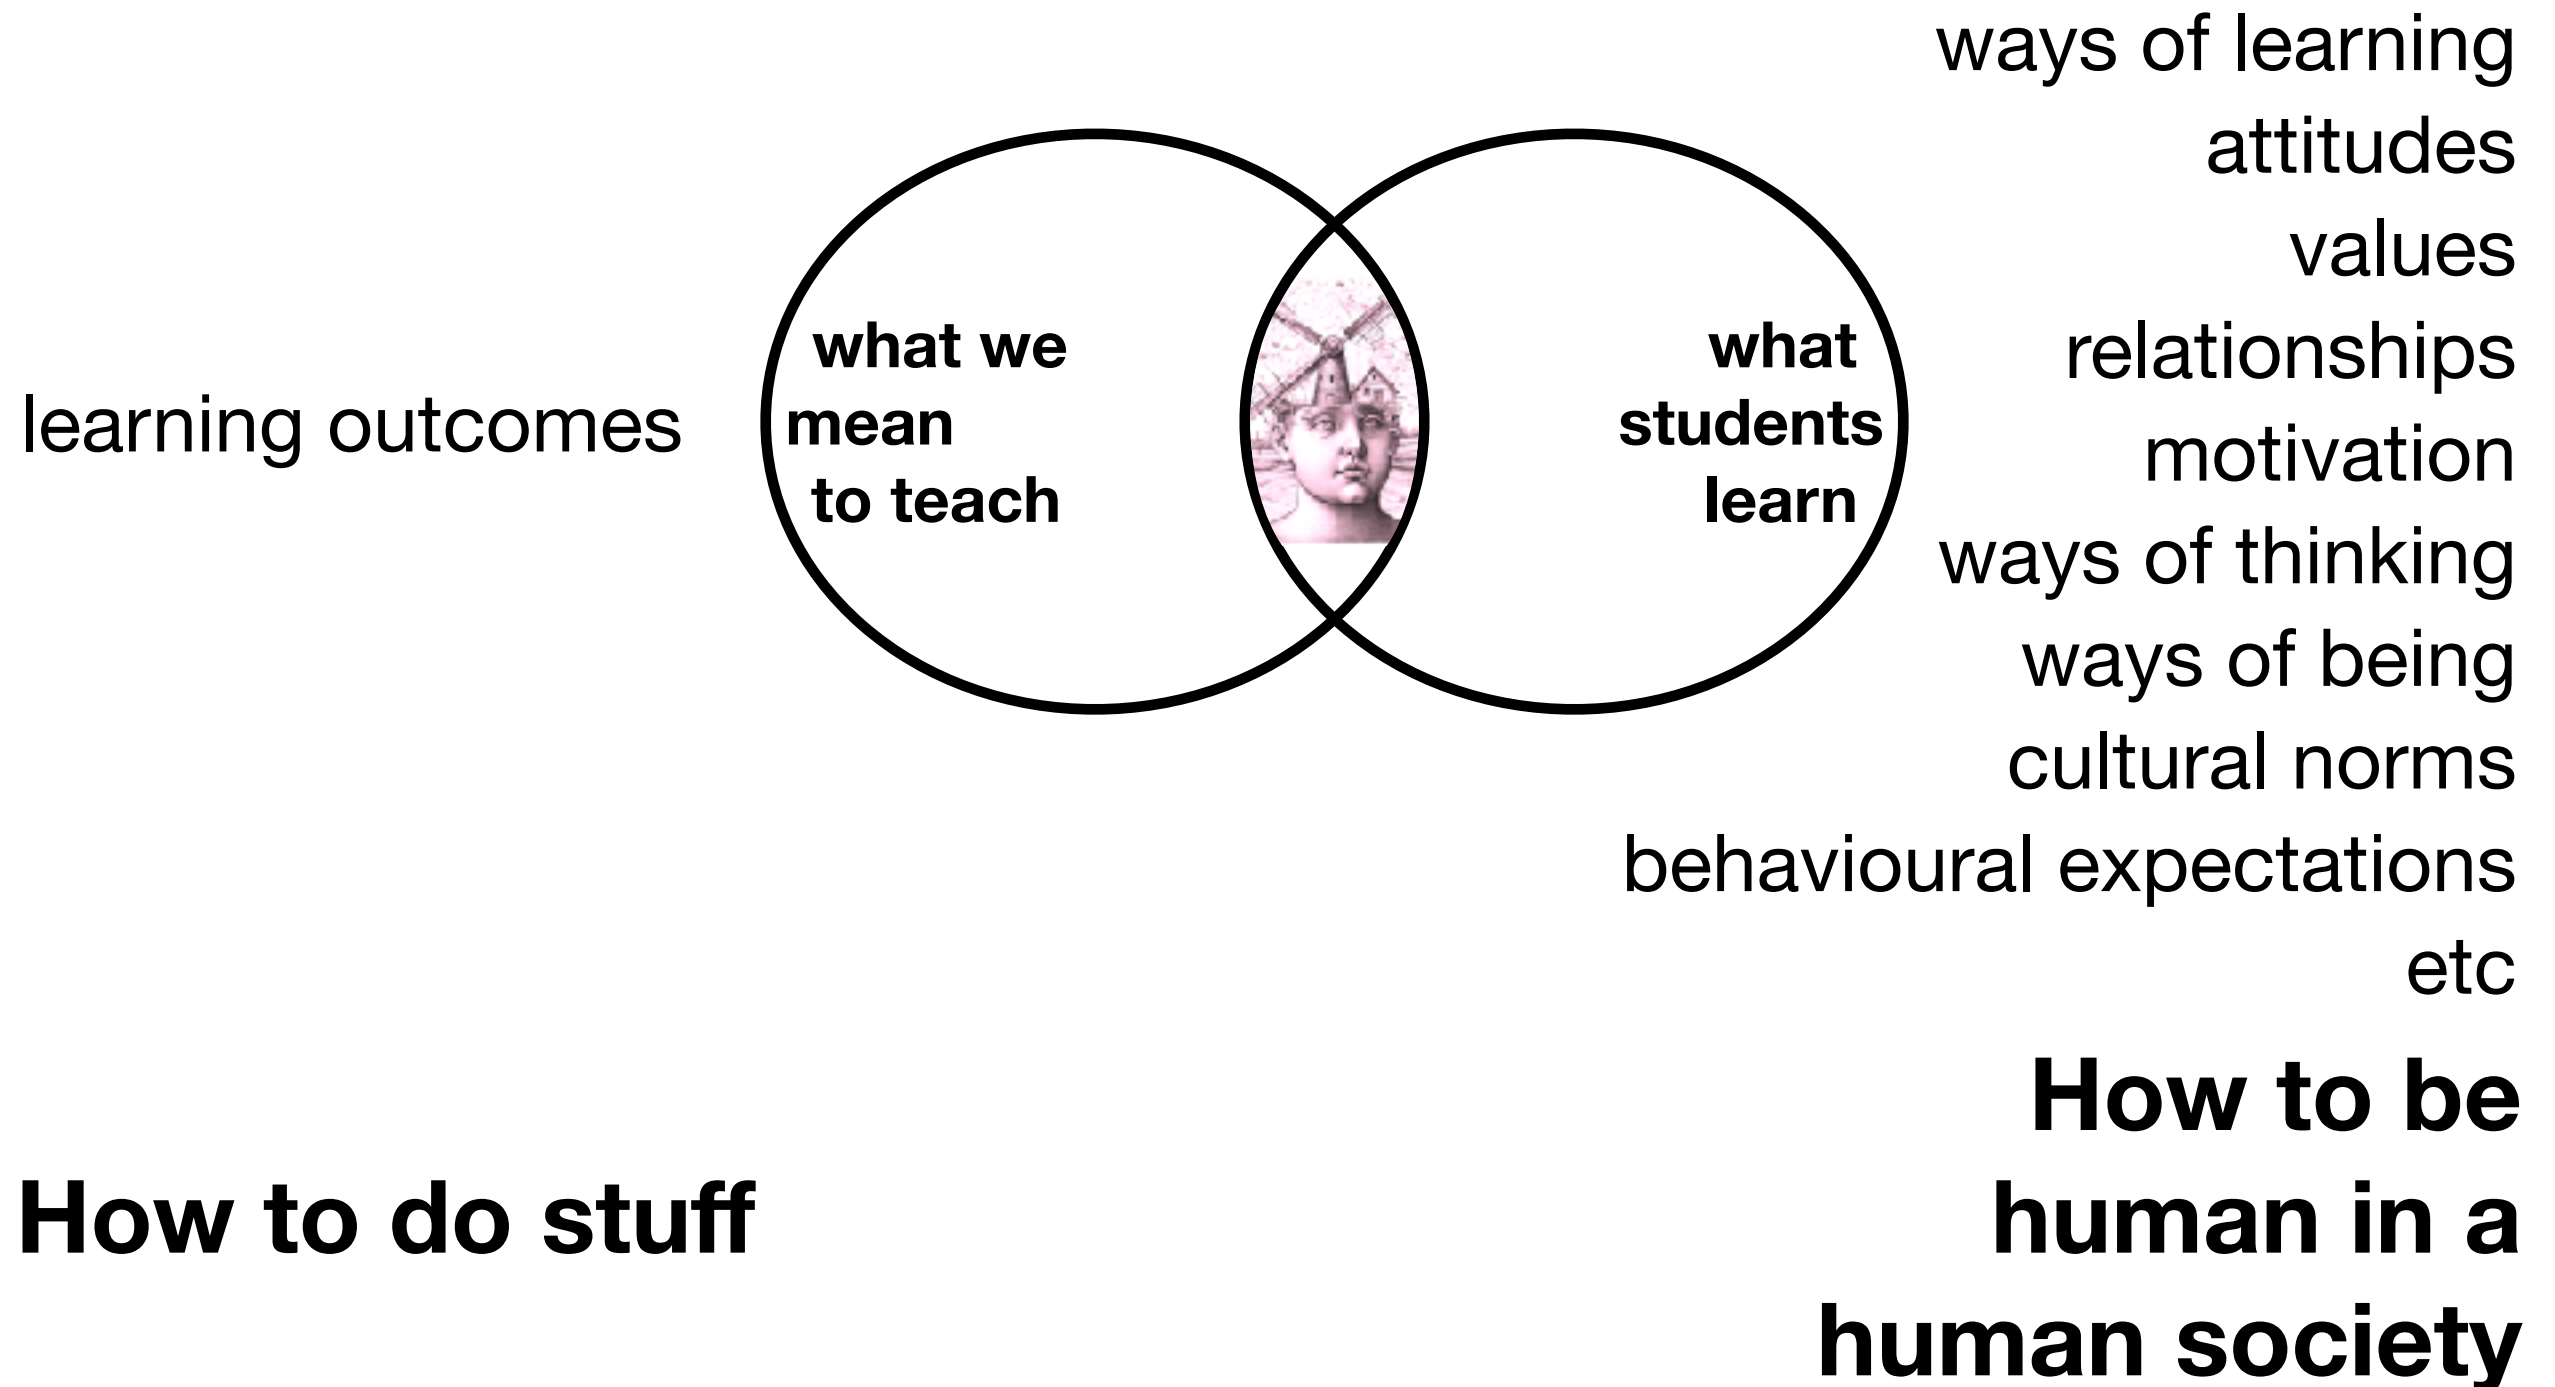 learning outcomes
what we
mean
to teach
what
students
learn
ways of learning
attitudes
values
relationships
motivation
ways of thinking
ways of being
cultural norms
behavioural expectations
etc
How to do stuff
How to be
human in a
human society